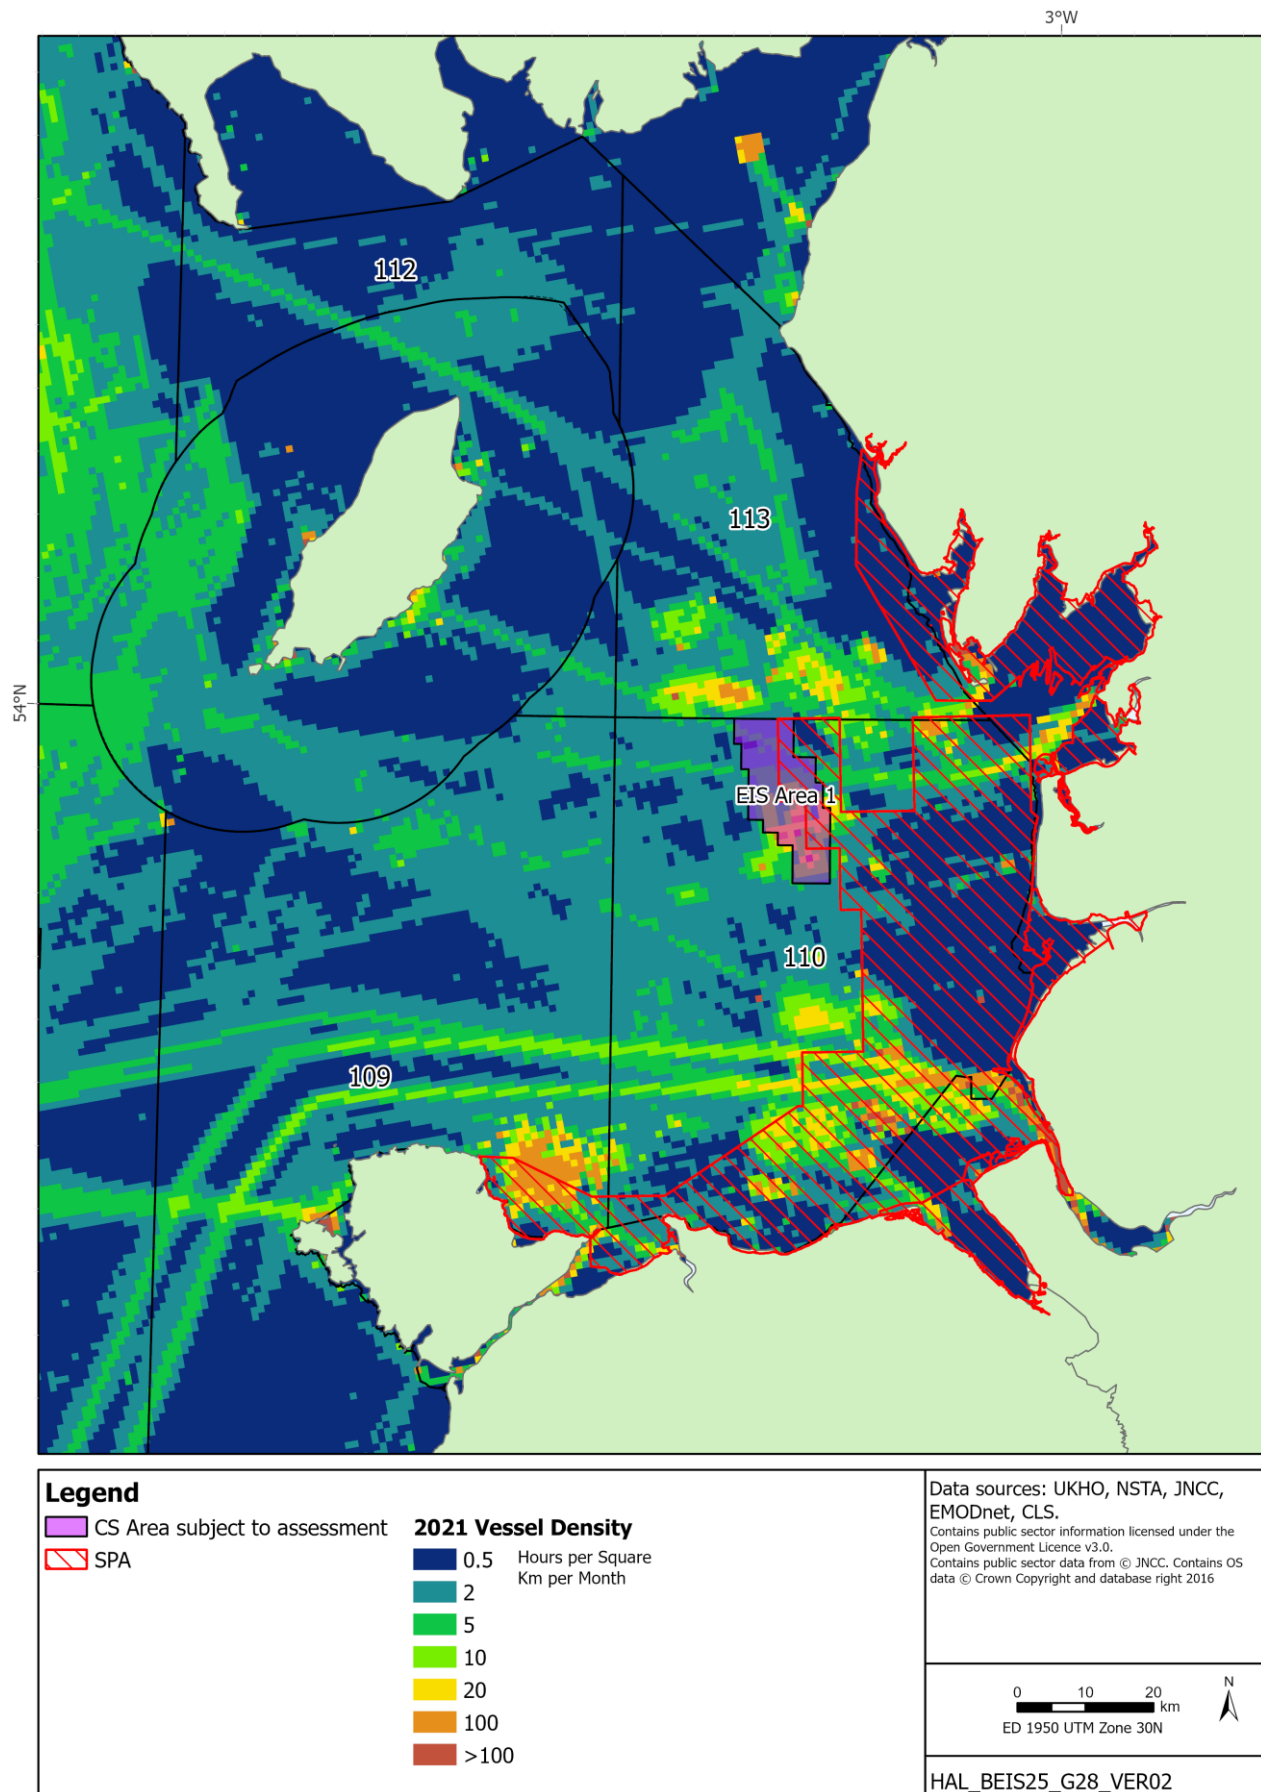 3°W
112
113
54°N
EIS Area 1
110
109
Legend
CS Area subject to assessment
SPA
2021 Vessel Density
0.5
Hours per Square
Km per Month
2
5
10
20
100
>100
Data sources: UKHO, NSTA, JNCC,
EMODnet, CLS.
Contains public sector information licensed under the
Open Government Licence v3.0.
Contains public sector data from © JNCC. Contains OS
data © Crown Copyright and database right 2016
0 10 20
km
N
ED 1950 UTM Zone 30N
HAL_BEIS25_G28_VER02